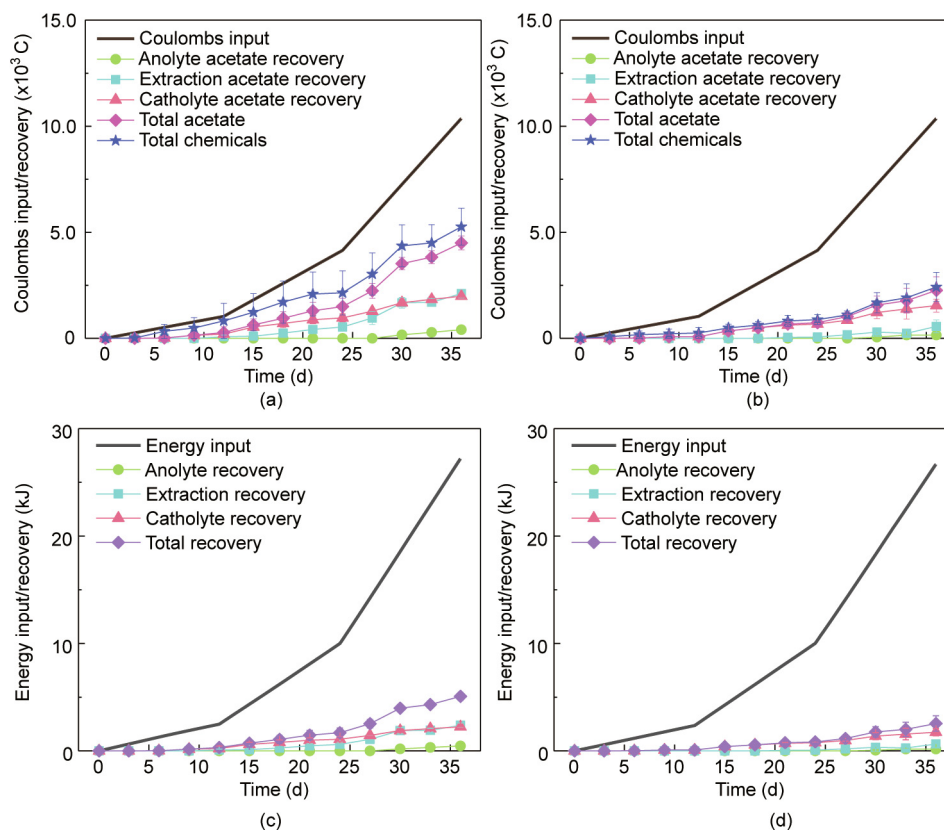 15.0
Coulombs input
Anolyte acetate recovery
Extraction acetate recovery
Catholyte acetate recovery
Total acetate
Total chemicals
10.0
5.0
0
Coulombs input/recovery (x10³ C)
0 5 10 15 20 25 30 35
Time (d)
(a)
15.0
Coulombs input
Anolyte acetate recovery
Extraction acetate recovery
Catholyte acetate recovery
Total acetate
Total chemicals
10.0
5.0
0
Coulombs input/recovery (x10³ C)
0 5 10 15 20 25 30 35
Time (d)
(b)
30
Energy input
Anolyte recovery
Extraction recovery
Catholyte recovery
Total recovery
20
10
0
Energy input/recovery (kJ)
0 5 10 15 20 25 30 35
Time (d)
(c)
30
Energy input
Anolyte recovery
Extraction recovery
Catholyte recovery
Total recovery
20
10
0
Energy input/recovery (kJ)
0 5 10 15 20 25 30 35
Time (d)
(d)